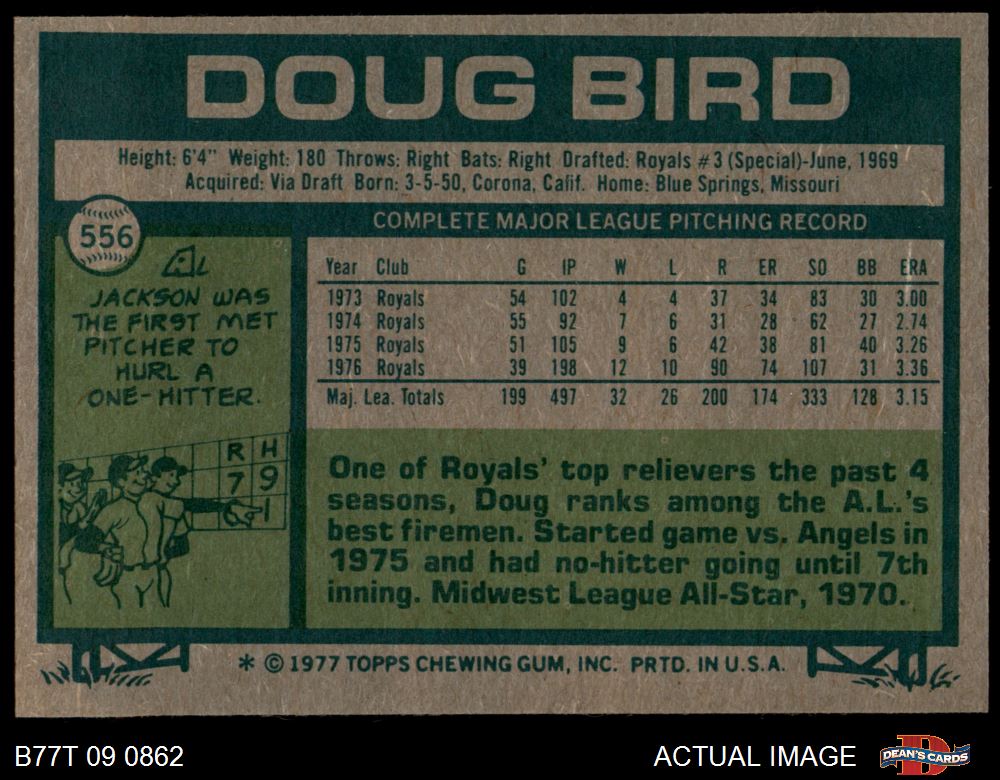 DOUG BIRD
Height: 6'4" Weight: 180 Throws: Right Bats: Right Drafted: Royals #3 (Special)-June, 1969
Acquired: Via Draft Born: 3-5-50, Corona, Calif. Home: Blue Springs, Missouri
556
AL
JACKSON WAS
THE FIRST MET
PITCHER TO
HURL A
ONE-HITTER.
R H
7 9
0 1
COMPLETE MAJOR LEAGUE PITCHING RECORD
Year Club G IP W L R ER SO BB ERA
1973 Royals 54 102 4 4 37 34 83 30 3.00
1974 Royals 55 92 7 6 31 28 62 27 2.74
1975 Royals 51 105 9 6 42 38 81 40 3.26
1976 Royals 39 198 12 10 90 74 107 31 3.36
Maj. Lea. Totals 199 497 32 26 200 174 333 128 3.15
One of Royals' top relievers the past 4
seasons, Doug ranks among the A.L.'s
best firemen. Started game vs. Angels in
1975 and had no-hitter going until 7th
inning. Midwest League All-Star, 1970.
* © 1977 TOPPS CHEWING GUM, INC. PRTD. IN U.S.A.
B77T 09 0862
ACTUAL IMAGE
D
DEAN'S CARDS